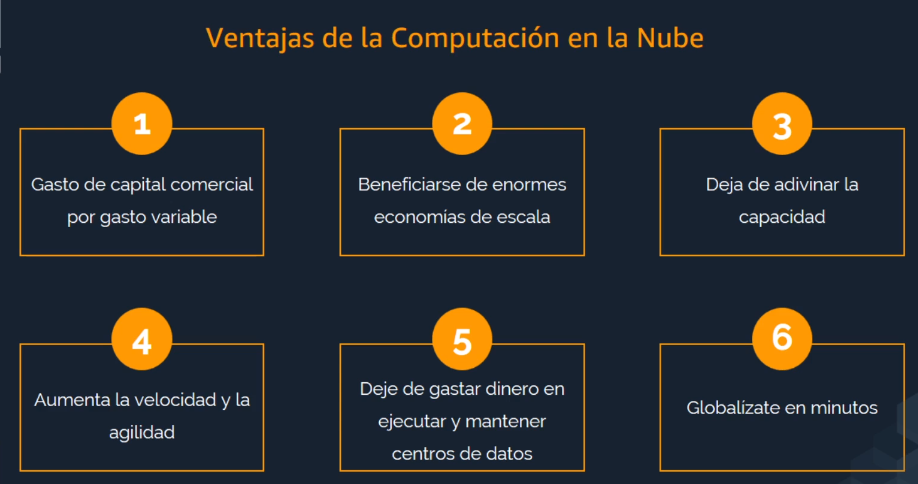 Ventajas de la Computación en la Nube
1
Gasto de capital comercial
por gasto variable
2
Beneficiarse de enormes
economías de escala
3
Deja de adivinar la
capacidad
4
Aumenta la velocidad y la
agilidad
5
Deje de gastar dinero en
ejecutar y mantener
centros de datos
6
Globalízate en minutos